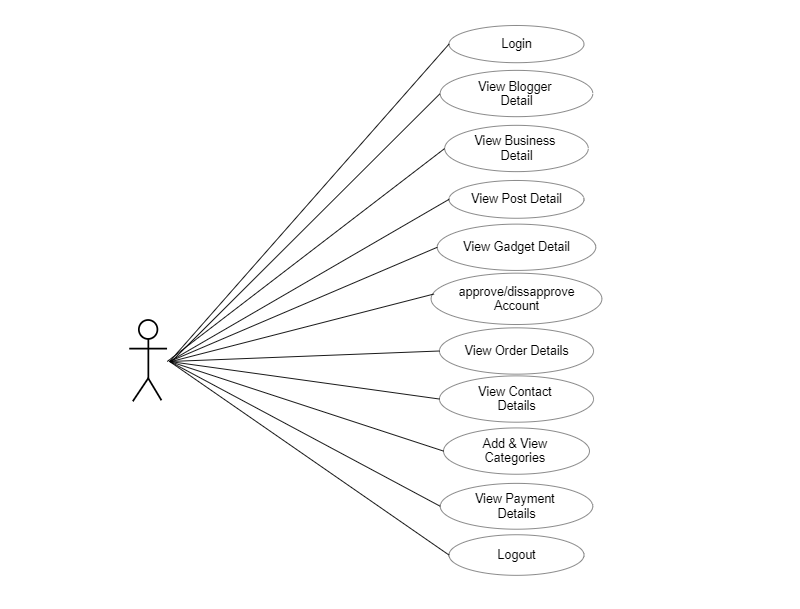 Login
View Blogger
Detail
View Business
Detail
View Post Detail
View Gadget Detail
approve/dissapprove
Account
View Order Details
View Contact
Details
Add & View
Categories
View Payment
Details
Logout